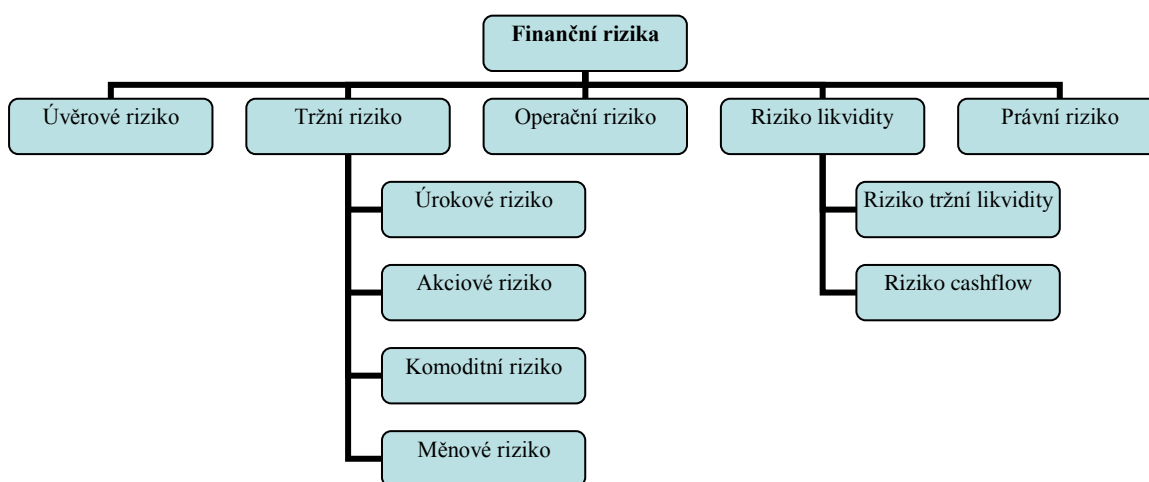 Finanční rizika
Úvěrové riziko
Tržní riziko
Operační riziko
Riziko likvidity
Právní riziko
Úrokové riziko
Akciové riziko
Komoditní riziko
Měnové riziko
Riziko tržní likvidity
Riziko cashflow